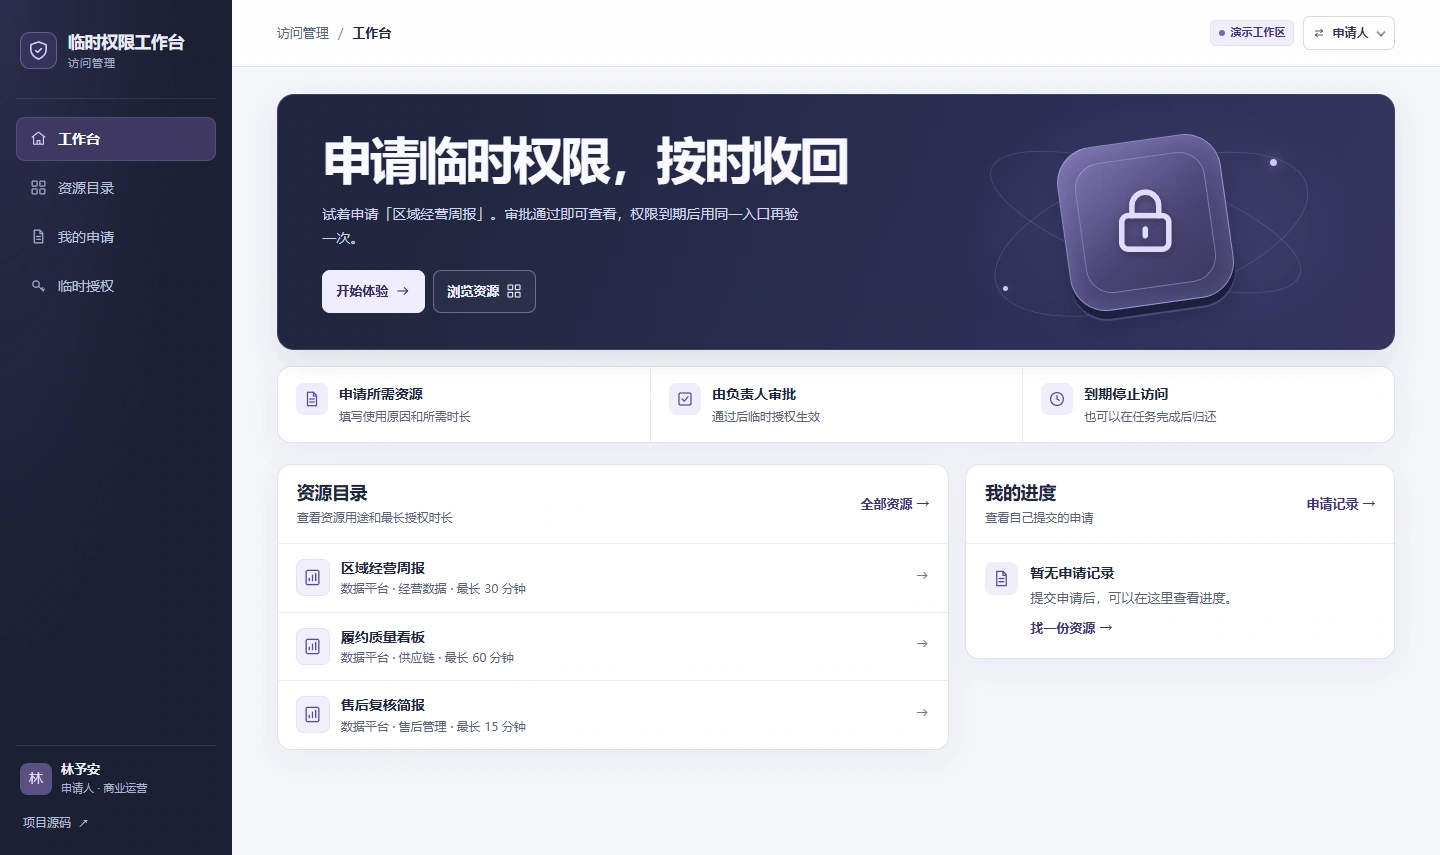 临时权限工作台
访问管理
工作台
资源目录
我的申请
临时授权
林
林予安
申请人 · 商业运营
项目源码 ↗
访问管理 / 工作台
演示工作区
申请人
申请临时权限，按时收回
试着申请「区域经营周报」。审批通过即可查看，权限到期后用同一入口再验
一次。
开始体验 →
浏览资源
申请所需资源
填写使用原因和所需时长
由负责人审批
通过后临时授权生效
到期停止访问
也可以在任务完成后归还
资源目录
查看资源用途和最长授权时长
全部资源 →
区域经营周报
数据平台 · 经营数据 · 最长 30 分钟
履约质量看板
数据平台 · 供应链 · 最长 60 分钟
售后复核简报
数据平台 · 售后管理 · 最长 15 分钟
我的进度
查看自己提交的申请
申请记录 →
暂无申请记录
提交申请后，可以在这里查看进度。
找一份资源 →